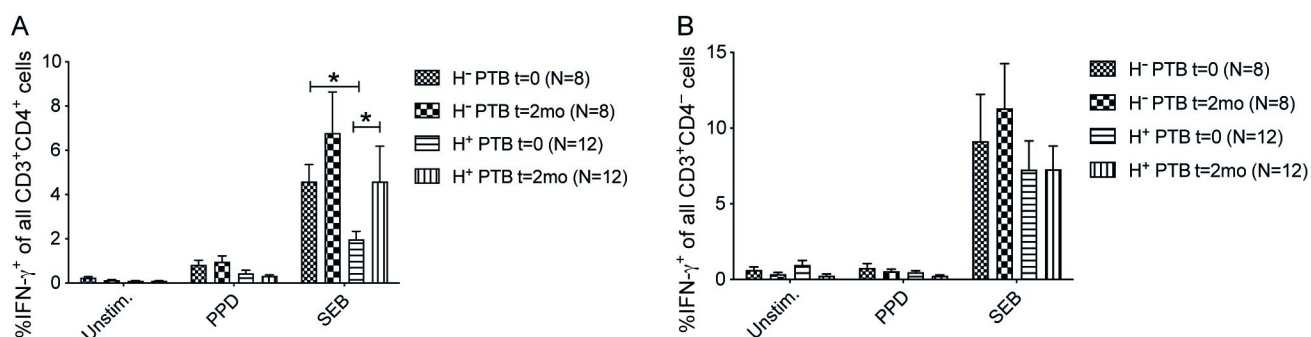 A
%IFN-γ⁺ of all CD3⁺CD4⁺ cells
10
8
6
4
2
0
*
*
Unstim.
PPD
SEB
H⁻ PTB t=0 (N=8)
H⁻ PTB t=2mo (N=8)
H⁺ PTB t=0 (N=12)
H⁺ PTB t=2mo (N=12)
B
%IFN-γ⁺ of all CD3⁺CD4⁻ cells
15
10
5
0
Unstim.
PPD
SEB
H⁻ PTB t=0 (N=8)
H⁻ PTB t=2mo (N=8)
H⁺ PTB t=0 (N=12)
H⁺ PTB t=2mo (N=12)